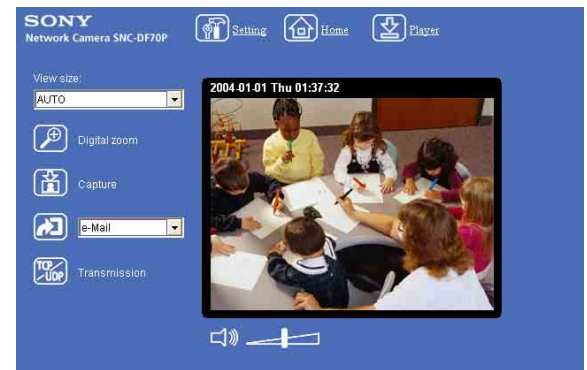 SONY
Network Camera SNC-DF70P
Setting
Home
Player
View size:
AUTO
2004-01-01 Thu 01:37:32
Digital zoom
Capture
e-Mail
TCP/UDP
Transmission